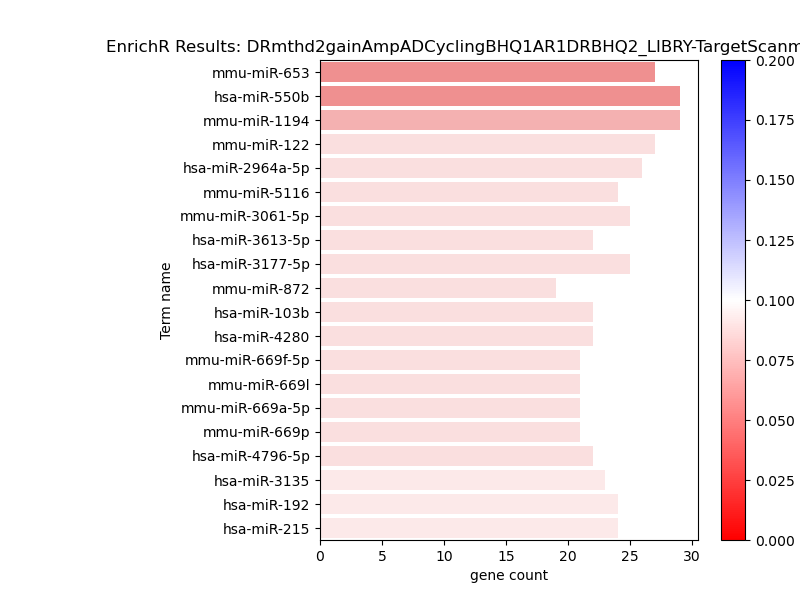 EnrichR Results: DRmthd2gainAmpADCyclingBHQ1AR1DRBHQ2_LIBRY-TargetScanm
mmu-miR-653
hsa-miR-550b
mmu-miR-1194
mmu-miR-122
hsa-miR-2964a-5p
mmu-miR-5116
mmu-miR-3061-5p
hsa-miR-3613-5p
hsa-miR-3177-5p
mmu-miR-872
hsa-miR-103b
hsa-miR-4280
mmu-miR-669f-5p
mmu-miR-669l
mmu-miR-669a-5p
mmu-miR-669p
hsa-miR-4796-5p
hsa-miR-3135
hsa-miR-192
hsa-miR-215
Term name
0 5 10 15 20 25 30
gene count
0.200
0.175
0.150
0.125
0.100
0.075
0.050
0.025
0.000